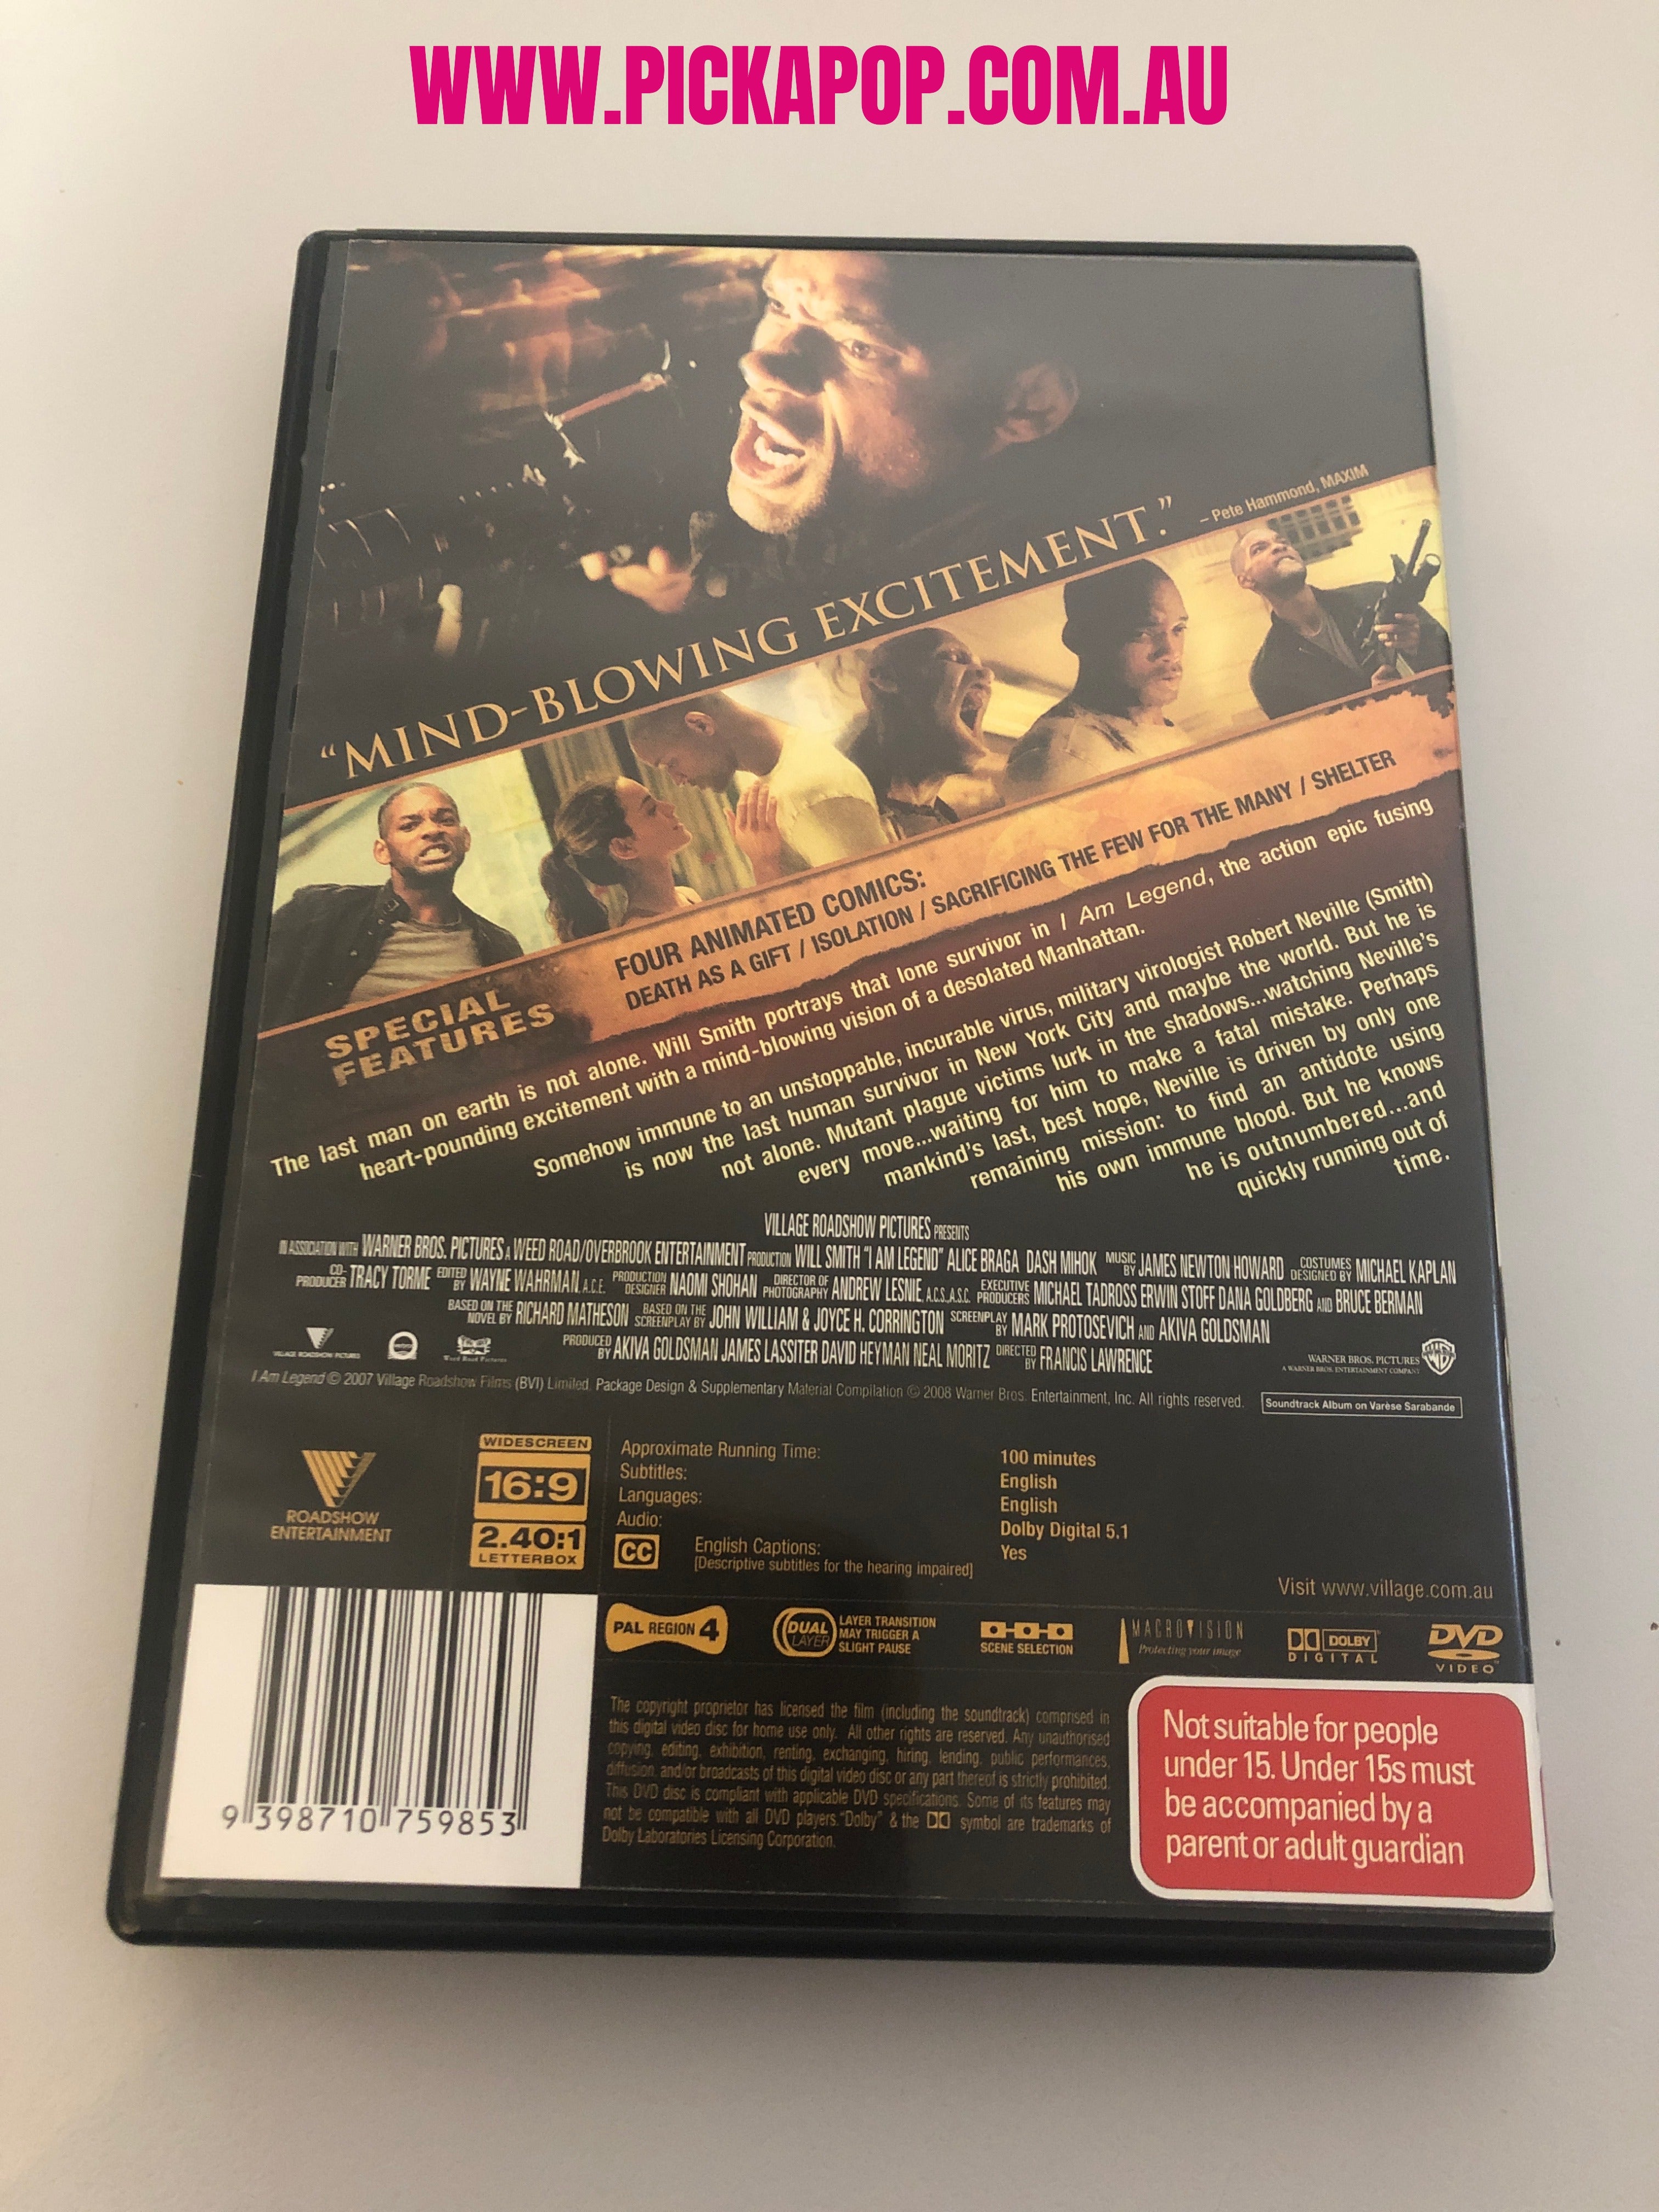 WWW.PICKAPOP.COM.AU
"MIND-BLOWING EXCITEMENT."
– Pete Hammond, MAXIM
SPECIAL
FEATURES
FOUR ANIMATED COMICS:
DEATH AS A GIFT / ISOLATION / SACRIFICING THE FEW FOR THE MANY / SHELTER
The last man on earth is not alone. Will Smith portrays that lone survivor in I Am Legend, the action epic fusing
heart-pounding excitement with a mind-blowing vision of a desolated Manhattan.
Somehow immune to an unstoppable, incurable virus, military virologist Robert Neville (Smith)
is now the last human survivor in New York City and maybe the world. But he is
not alone. Mutant plague victims lurk in the shadows...watching Neville's
every move...waiting for him to make a fatal mistake. Perhaps
mankind's last, best hope, Neville is driven by only one
remaining mission: to find an antidote using
his own immune blood. But he knows
he is outnumbered...and
quickly running out of
time.
VILLAGE ROADSHOW PICTURES PRESENTS
IN ASSOCIATION WITH WARNER BROS. PICTURES A WEED ROAD/OVERBROOK ENTERTAINMENT PRODUCTION WILL SMITH "I AM LEGEND" ALICE BRAGA DASH MIHOK MUSIC BY JAMES NEWTON HOWARD COSTUMES DESIGNED BY MICHAEL KAPLAN
CO-PRODUCER TRACY TORME EDITED BY WAYNE WAHRMAN, A.C.E. PRODUCTION DESIGNER NAOMI SHOHAN DIRECTOR OF PHOTOGRAPHY ANDREW LESNIE, A.C.S., A.S.C. EXECUTIVE PRODUCERS MICHAEL TADROSS ERWIN STOFF DANA GOLDBERG AND BRUCE BERMAN
BASED ON THE NOVEL BY RICHARD MATHESON BASED ON THE SCREENPLAY BY JOHN WILLIAM & JOYCE H. CORRINGTON SCREENPLAY BY MARK PROTOSEVICH AND AKIVA GOLDSMAN
PRODUCED BY AKIVA GOLDSMAN JAMES LASSITER DAVID HEYMAN NEAL MORITZ DIRECTED BY FRANCIS LAWRENCE
VILLAGE ROADSHOW PICTURES
Weed Road Pictures
WARNER BROS. PICTURES
A WARNER BROS. ENTERTAINMENT COMPANY
I Am Legend © 2007 Village Roadshow Films (BVI) Limited. Package Design & Supplementary Material Compilation © 2008 Warner Bros. Entertainment, Inc. All rights reserved.
Soundtrack Album on Varèse Sarabande
ROADSHOW
ENTERTAINMENT
WIDESCREEN
16:9
2.40:1
LETTERBOX
Approximate Running Time: 100 minutes
Subtitles: English
Languages: English
Audio: Dolby Digital 5.1
CC English Captions: Yes
[Descriptive subtitles for the hearing impaired]
Visit www.village.com.au
PAL REGION 4
DUAL
LAYER
LAYER TRANSITION
MAY TRIGGER A
SLIGHT PAUSE
SCENE SELECTION
MACROVISION
Protecting your image
DOLBY
DIGITAL
DVD
VIDEO
9 398710 759853
The copyright proprietor has licensed the film (including the soundtrack) comprised in
this digital video disc for home use only. All other rights are reserved. Any unauthorised
copying, editing, exhibition, renting, exchanging, hiring, lending, public performances,
diffusion, and/or broadcasts of this digital video disc or any part thereof is strictly prohibited.
This DVD disc is compliant with applicable DVD specifications. Some of its features may
not be compatible with all DVD players. "Dolby" & the symbol are trademarks of
Dolby Laboratories Licensing Corporation.
Not suitable for people
under 15. Under 15s must
be accompanied by a
parent or adult guardian